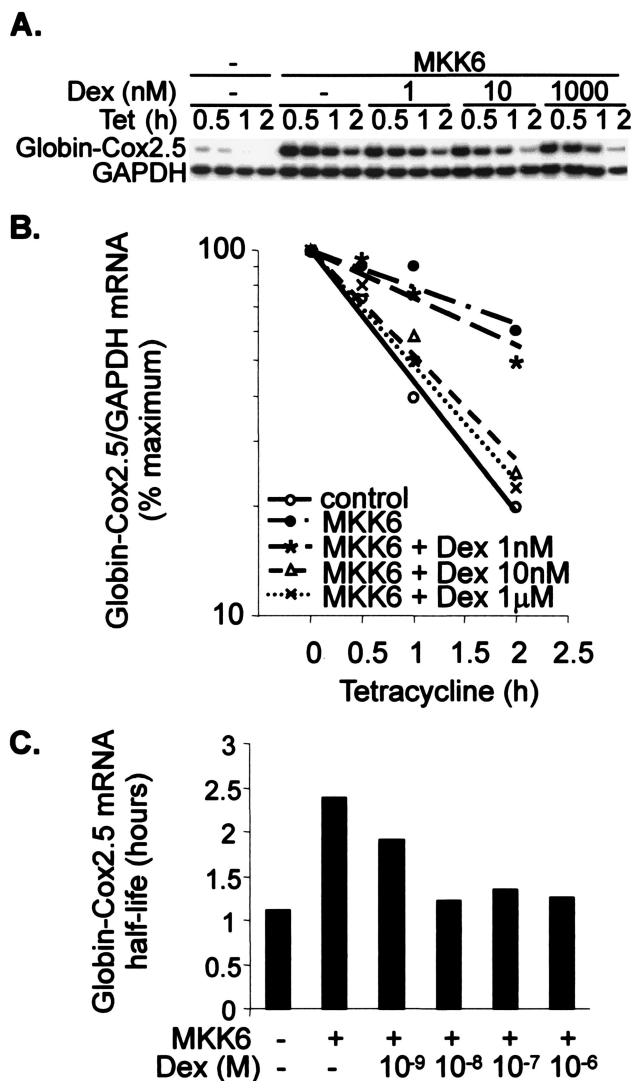 A.
- MKK6
Dex (nM) - - 1 10 1000
Tet (h) 0.5 1 2 0.5 1 2 0.5 1 2 0.5 1 2 0.5 1 2
Globin-Cox2.5
GAPDH
B.
Globin-Cox2.5/GAPDH mRNA
(% maximum)
100
10
control
MKK6
MKK6 + Dex 1nM
MKK6 + Dex 10nM
MKK6 + Dex 1μM
0 0.5 1 1.5 2 2.5
Tetracycline (h)
C.
Globin-Cox2.5 mRNA
half-life (hours)
3
2.5
2
1.5
1
0.5
0
MKK6 - + + + + +
Dex (M) - - 10-9 10-8 10-7 10-6